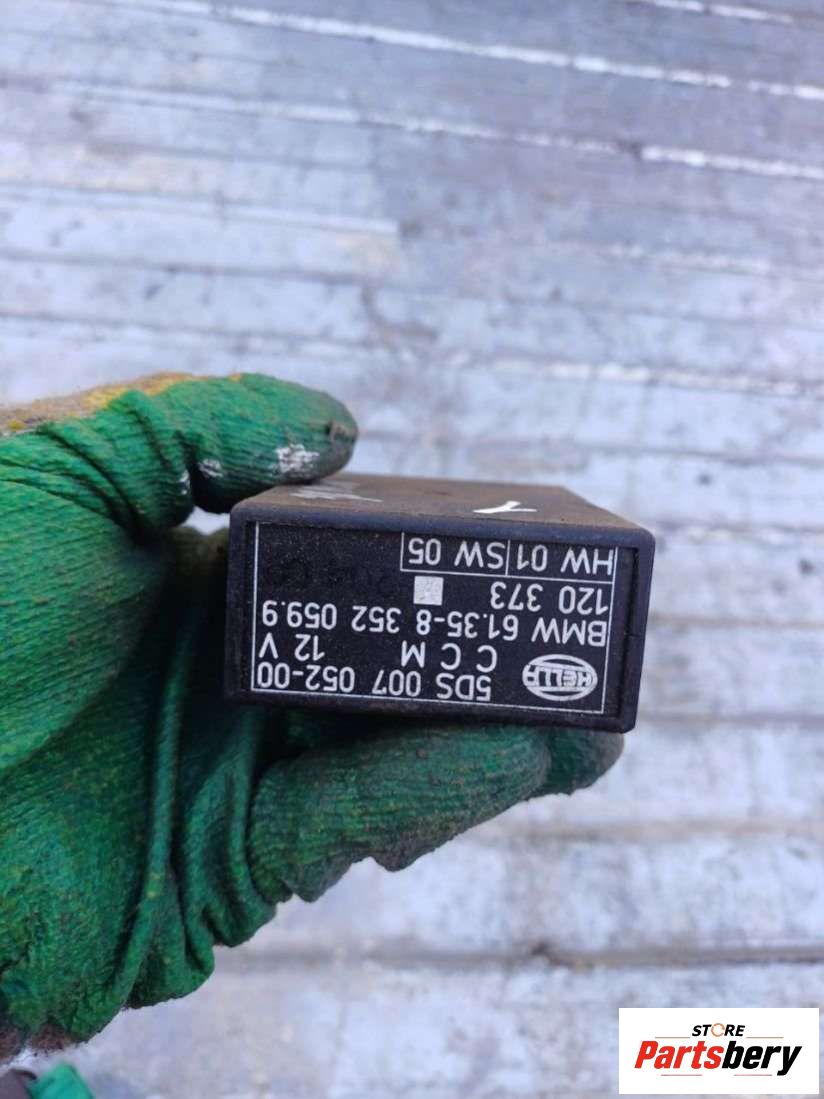 HELLA
5DS 007 052-00
C C M 12 V
BMW 61.35-8 352 059.9
120 373
HW 01 SW 05
STORE
Partsbery